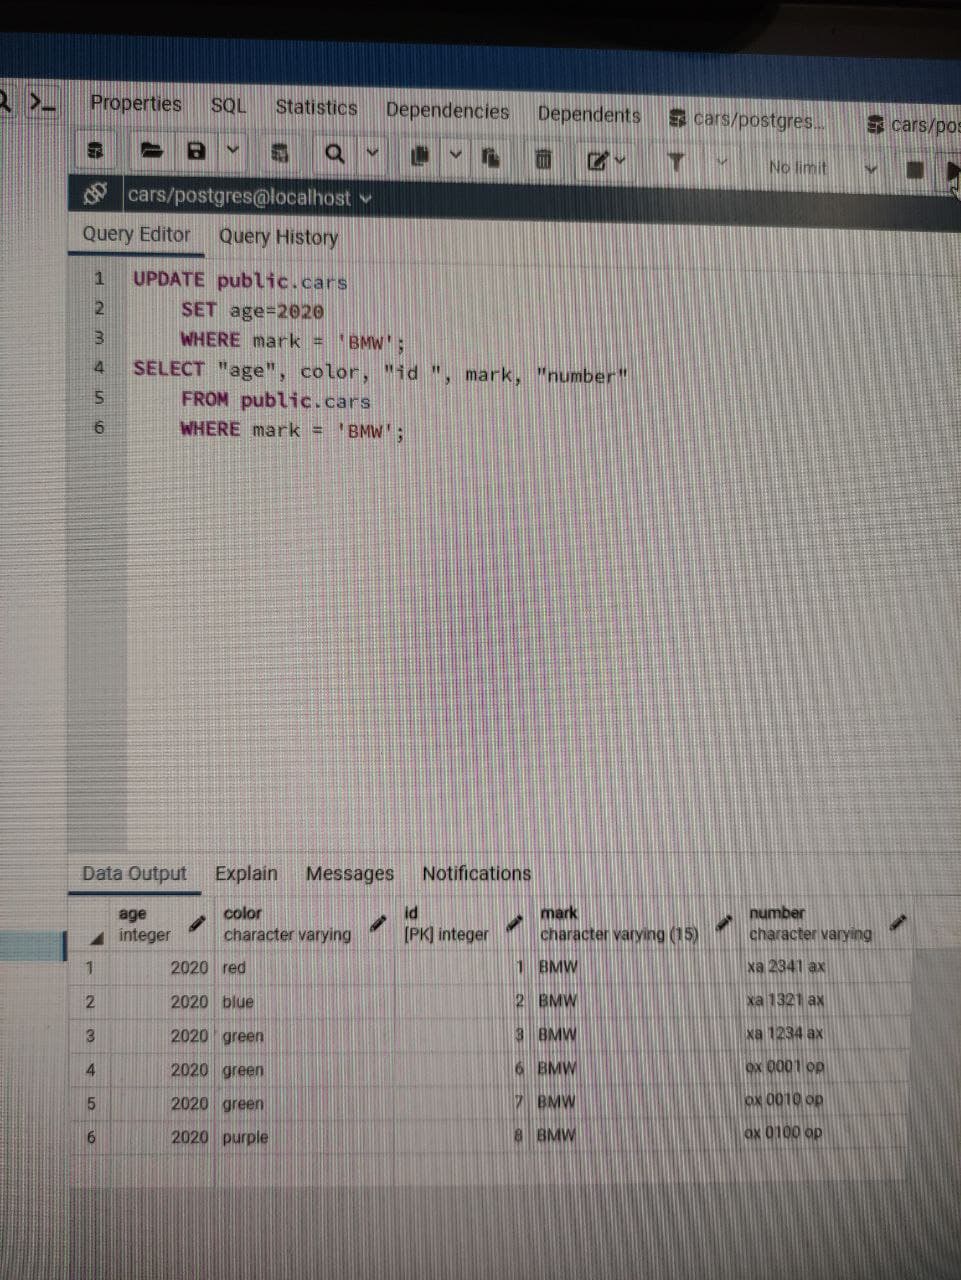 Properties SQL Statistics Dependencies Dependents cars/postgres... cars/pos
No limit
cars/postgres@localhost
Query Editor Query History
1 UPDATE public.cars
2 SET age=2020
3 WHERE mark = 'BMW';
4 SELECT "age", color, "id ", mark, "number"
5 FROM public.cars
6 WHERE mark = 'BMW';
Data Output Explain Messages Notifications
age color id mark number
integer character varying [PK] integer character varying (15) character varying
1 2020 red 1 BMW xa 2341 ax
2 2020 blue 2 BMW xa 1321 ax
3 2020 green 3 BMW xa 1234 ax
4 2020 green 6 BMW ox 0001 op
5 2020 green 7 BMW ox 0010 op
6 2020 purple 8 BMW ox 0100 op